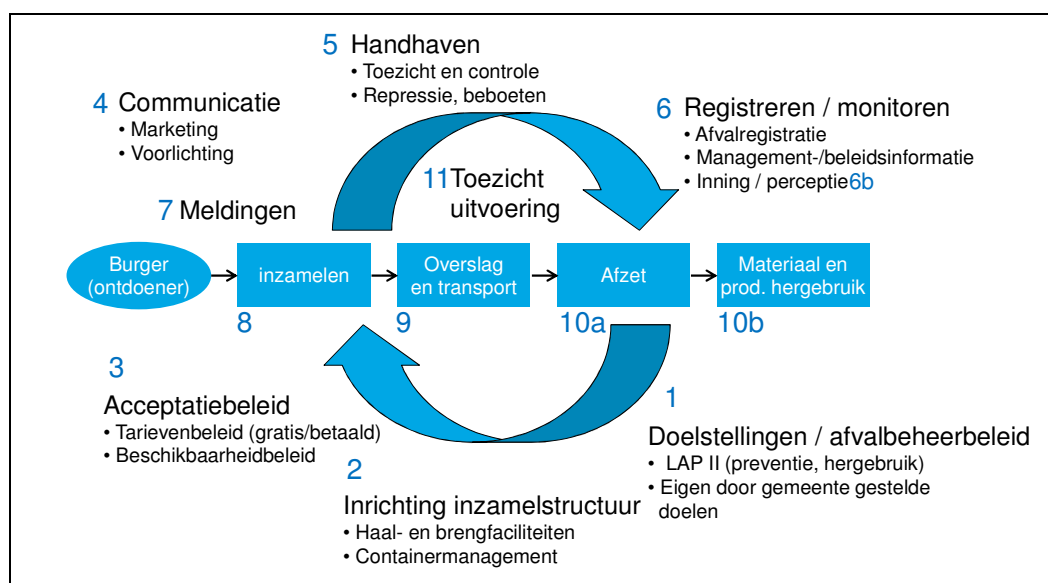 5 Handhaven
• Toezicht en controle
• Repressie, beboeten
4 Communicatie
• Marketing
• Voorlichting
6 Registreren / monitoren
• Afvalregistratie
• Management-/beleidsinformatie
• Inning / perceptie6b
11 Toezicht
uitvoering
7 Meldingen
Burger
(ontdoener)
inzamelen
Overslag
en transport
Afzet
Materiaal en
prod. hergebruik
8
9
10a
10b
3
Acceptatiebeleid
• Tarievenbeleid (gratis/betaald)
• Beschikbaarheidbeleid
2
Inrichting inzamelstructuur
• Haal- en brengfaciliteiten
• Containermanagement
1
Doelstellingen / afvalbeheerbeleid
• LAP II (preventie, hergebruik)
• Eigen door gemeente gestelde
doelen